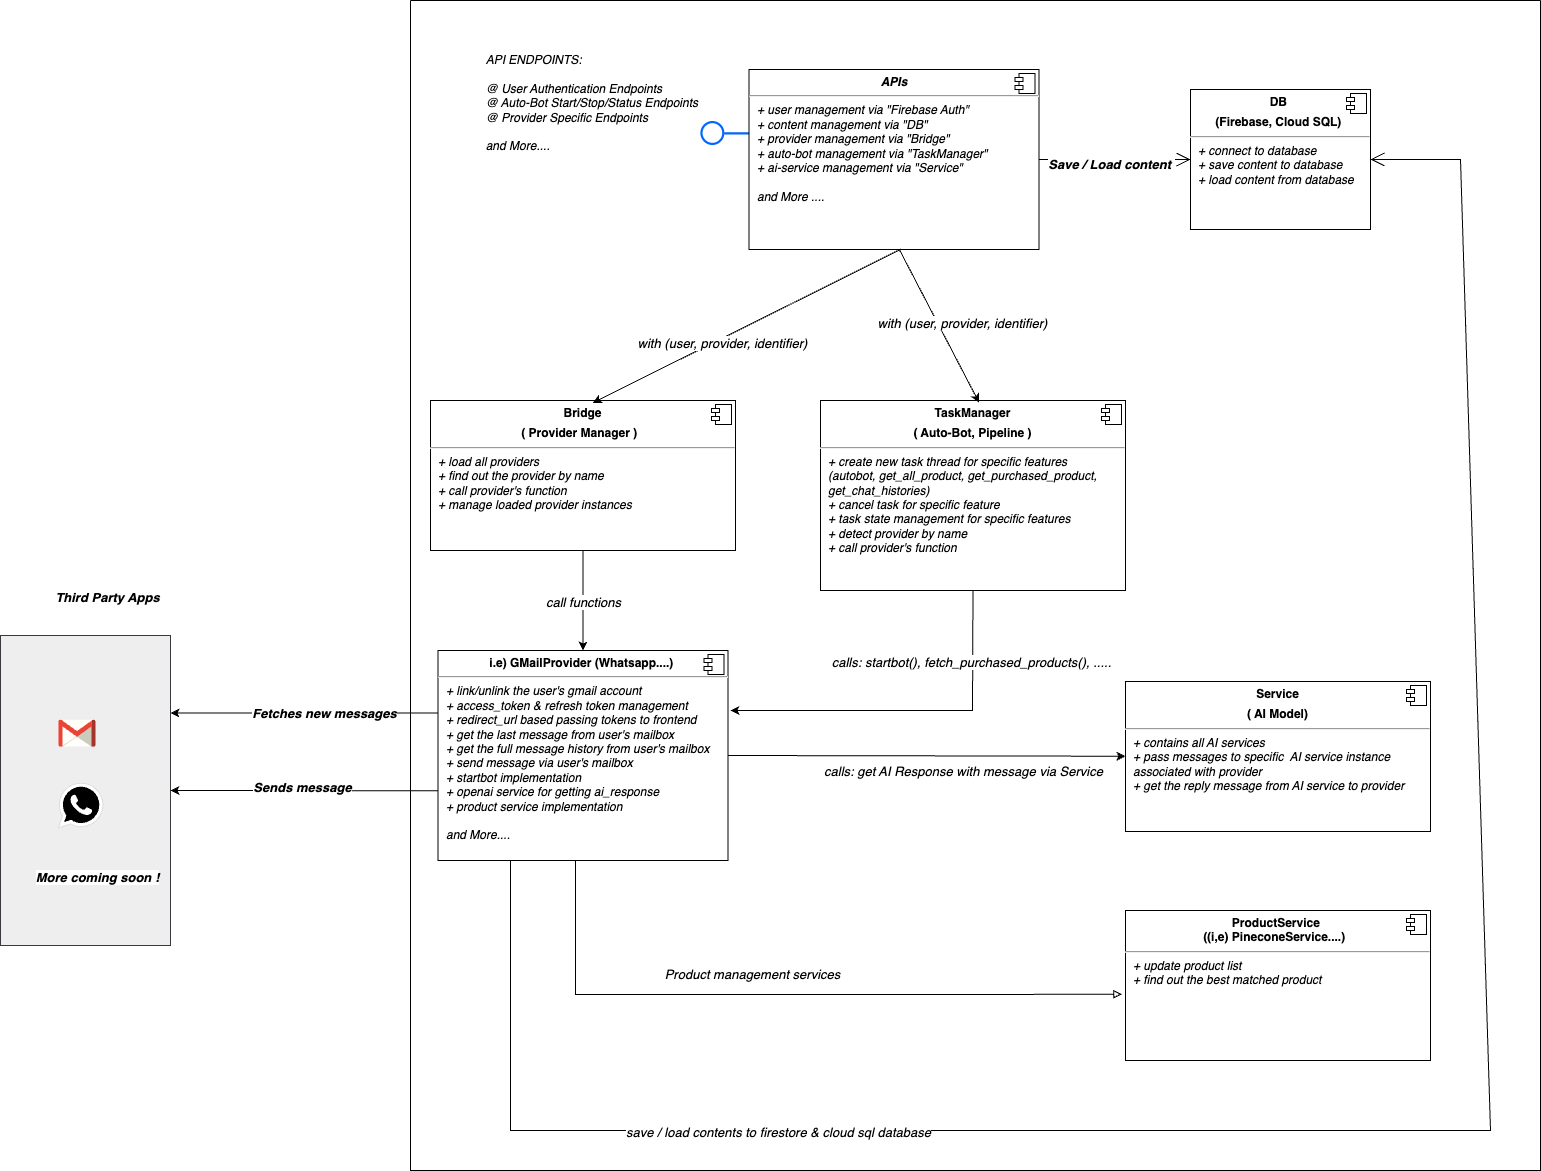 API ENDPOINTS:
@ User Authentication Endpoints
@ Auto-Bot Start/Stop/Status Endpoints
@ Provider Specific Endpoints
and More....
APIs
+ user management via "Firebase Auth"
+ content management via "DB"
+ provider management via "Bridge"
+ auto-bot management via "TaskManager"
+ ai-service management via "Service"
and More ....
Save / Load content
DB
(Firebase, Cloud SQL)
+ connect to database
+ save content to database
+ load content from database
with (user, provider, identifier)
with (user, provider, identifier)
Bridge
( Provider Manager )
+ load all providers
+ find out the provider by name
+ call provider's function
+ manage loaded provider instances
TaskManager
( Auto-Bot, Pipeline )
+ create new task thread for specific features
(autobot, get_all_product, get_purchased_product,
get_chat_histories)
+ cancel task for specific feature
+ task state management for specific features
+ detect provider by name
+ call provider's function
call functions
calls: startbot(), fetch_purchased_products(), .....
Third Party Apps
More coming soon !
Fetches new messages
Sends message
i.e) GMailProvider (Whatsapp....)
+ link/unlink the user's gmail account
+ access_token & refresh token management
+ redirect_url based passing tokens to frontend
+ get the last message from user's mailbox
+ get the full message history from user's mailbox
+ send message via user's mailbox
+ startbot implementation
+ openai service for getting ai_response
+ product service implementation
and More....
calls: get AI Response with message via Service
Service
( AI Model)
+ contains all AI services
+ pass messages to specific  AI service instance
associated with provider
+ get the reply message from AI service to provider
Product management services
ProductService
((i,e) PineconeService....)
+ update product list
+ find out the best matched product
save / load contents to firestore & cloud sql database